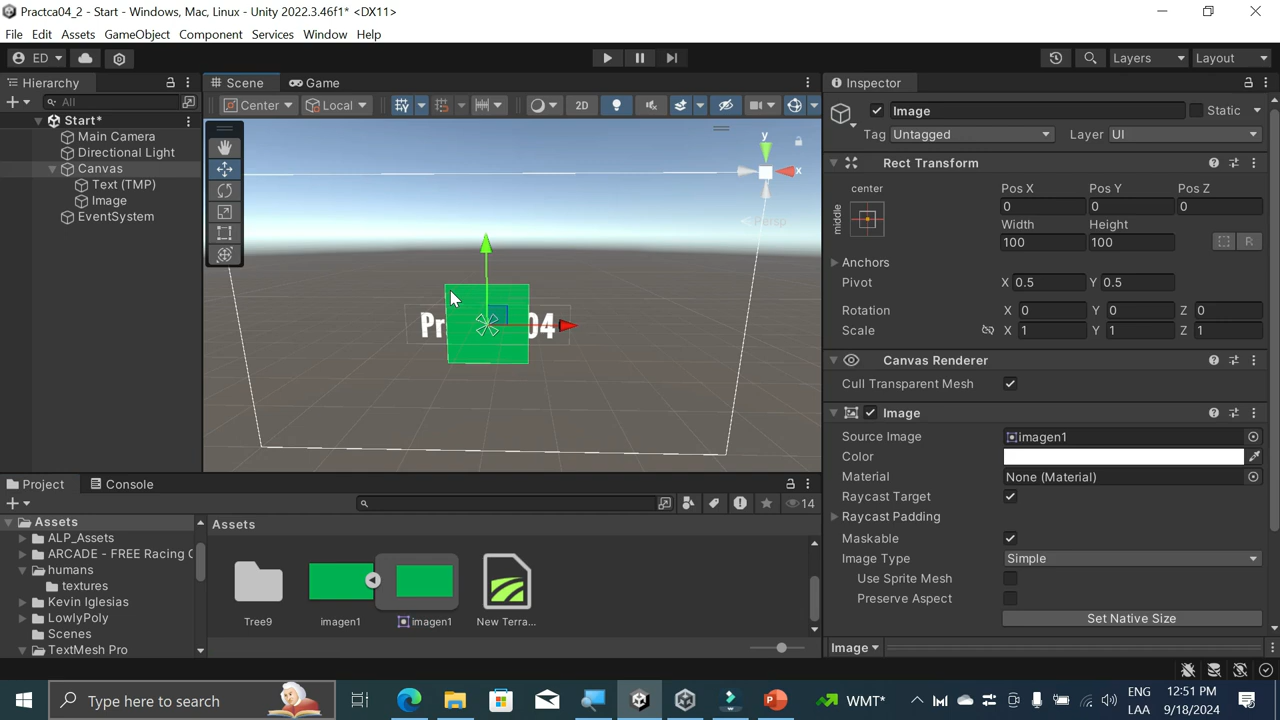 Practca04_2 - Start - Windows, Mac, Linux - Unity 2022.3.46f1* <DX11>
File Edit Assets GameObject Component Services Window Help
ED Layers Layout
Hierarchy Scene Game Inspector
All Center Local 2D Image Static
Start* Tag Untagged Layer UI
Main Camera
Directional Light
Canvas
Text (TMP)
Image
EventSystem
y
x
Persp
Pr 04
Rect Transform
center Pos X Pos Y Pos Z
middle 0 0 0
Width Height
100 100 R
Anchors
Pivot X 0.5 Y 0.5
Rotation X 0 Y 0 Z 0
Scale X 1 Y 1 Z 1
Canvas Renderer
Cull Transparent Mesh
Image
Source Image imagen1
Color
Material None (Material)
Raycast Target
Raycast Padding
Maskable
Image Type Simple
Use Sprite Mesh
Preserve Aspect
Set Native Size
Image
Project Console
14
Assets
ALP_Assets
ARCADE - FREE Racing C
humans
textures
Kevin Iglesias
LowlyPoly
Scenes
TextMesh Pro
Assets
Tree9 imagen1 imagen1 New Terra...
Type here to search
WMT*
ENG
LAA
12:51 PM
9/18/2024